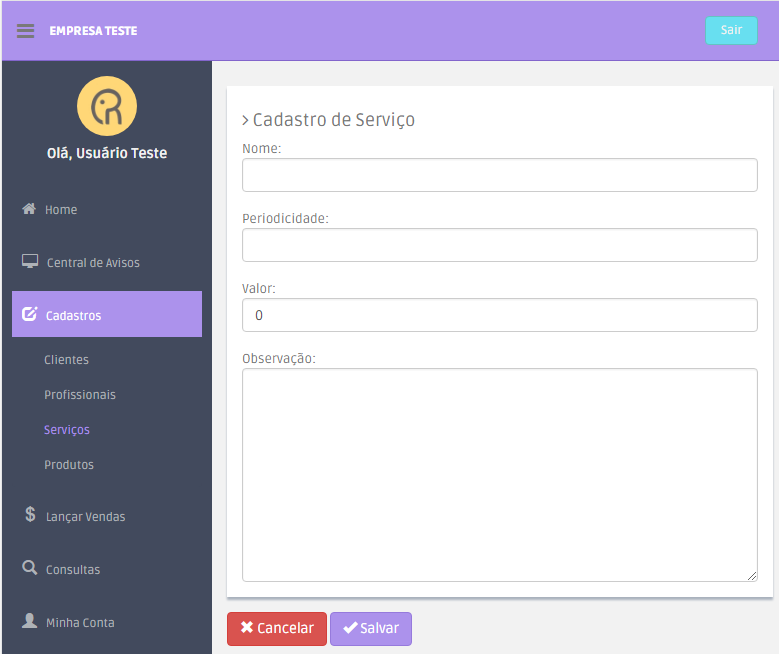 EMPRESA TESTE
Sair
Olá, Usuário Teste
Home
Central de Avisos
Cadastros
Clientes
Profissionais
Serviços
Produtos
Lançar Vendas
Consultas
Minha Conta
> Cadastro de Serviço
Nome:
Periodicidade:
Valor:
0
Observação:
Cancelar
Salvar